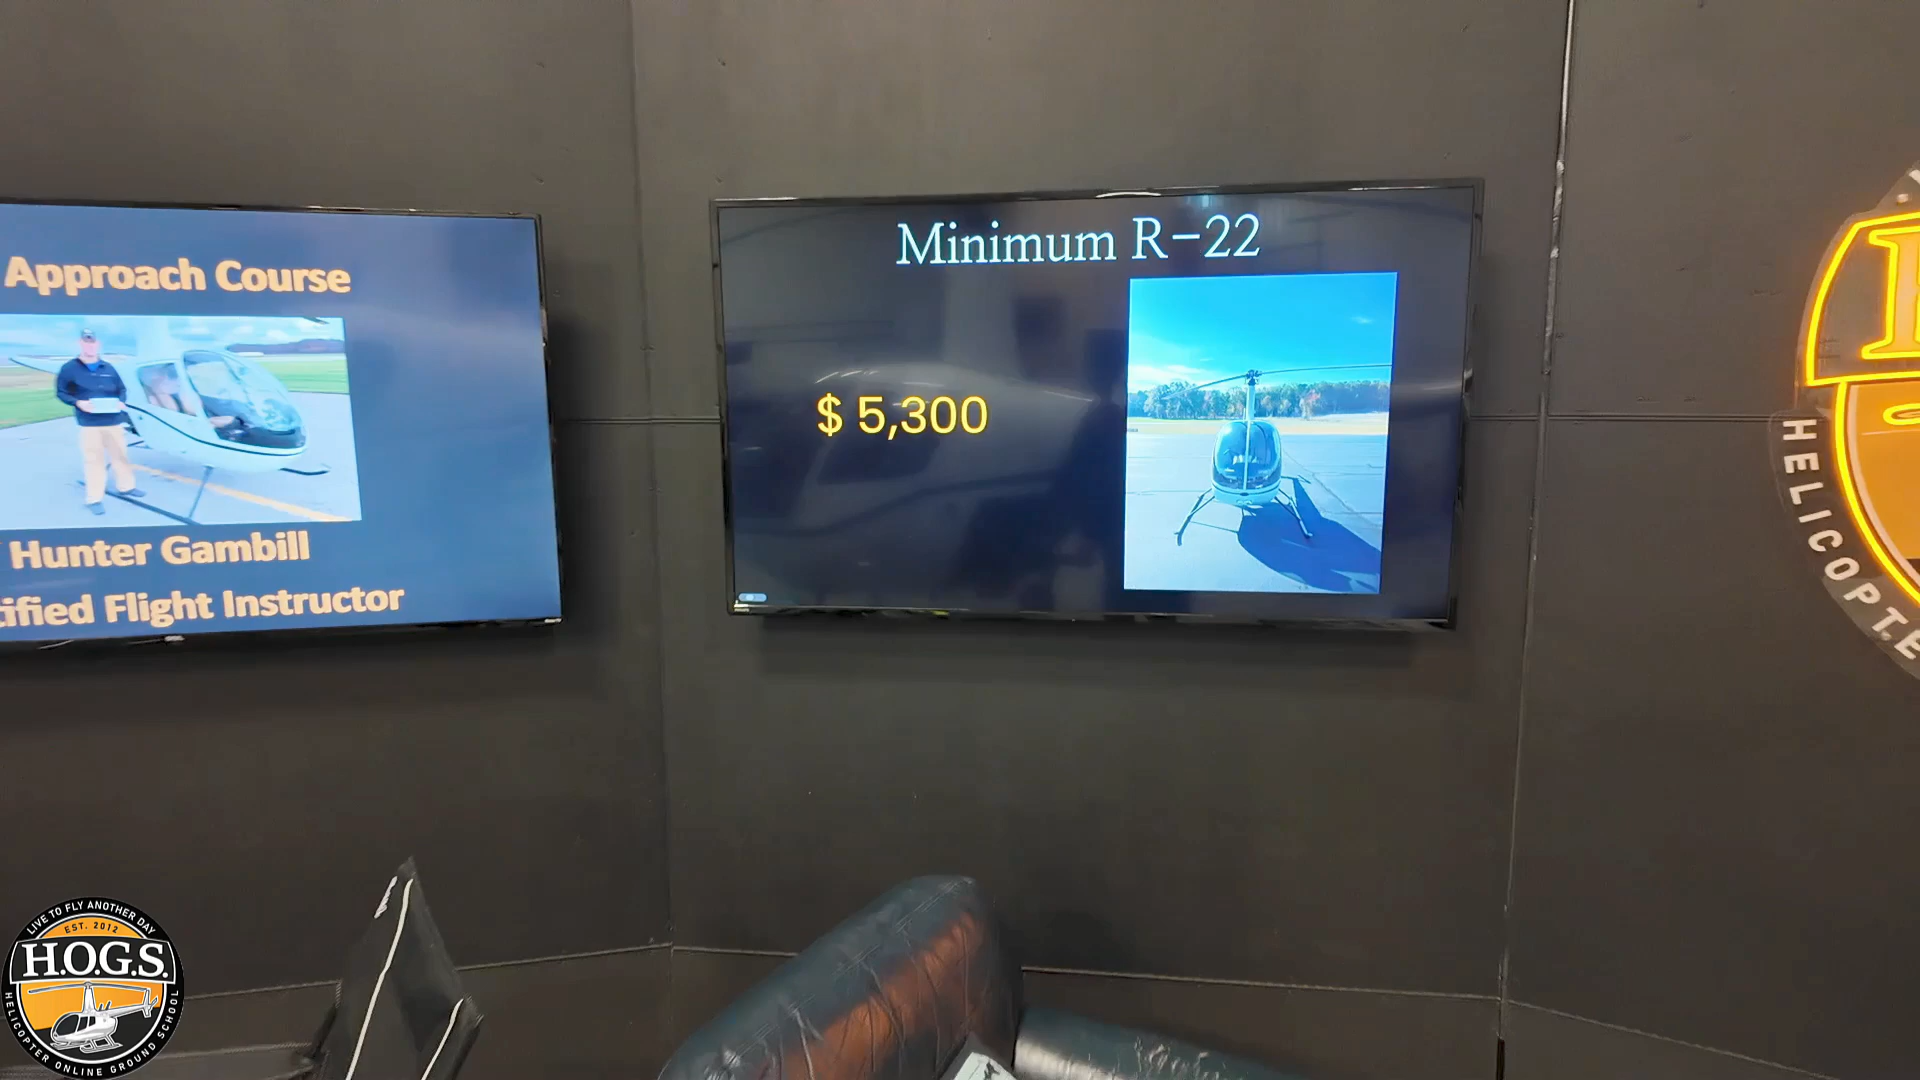 Approach Course
Hunter Gambill
tified Flight Instructor
Minimum R-22
$ 5,300
HELICOPTE
LIVE TO FLY ANOTHER DAY
EST. 2012
H.O.G.S.
HELICOPTER ONLINE GROUND SCHOOL